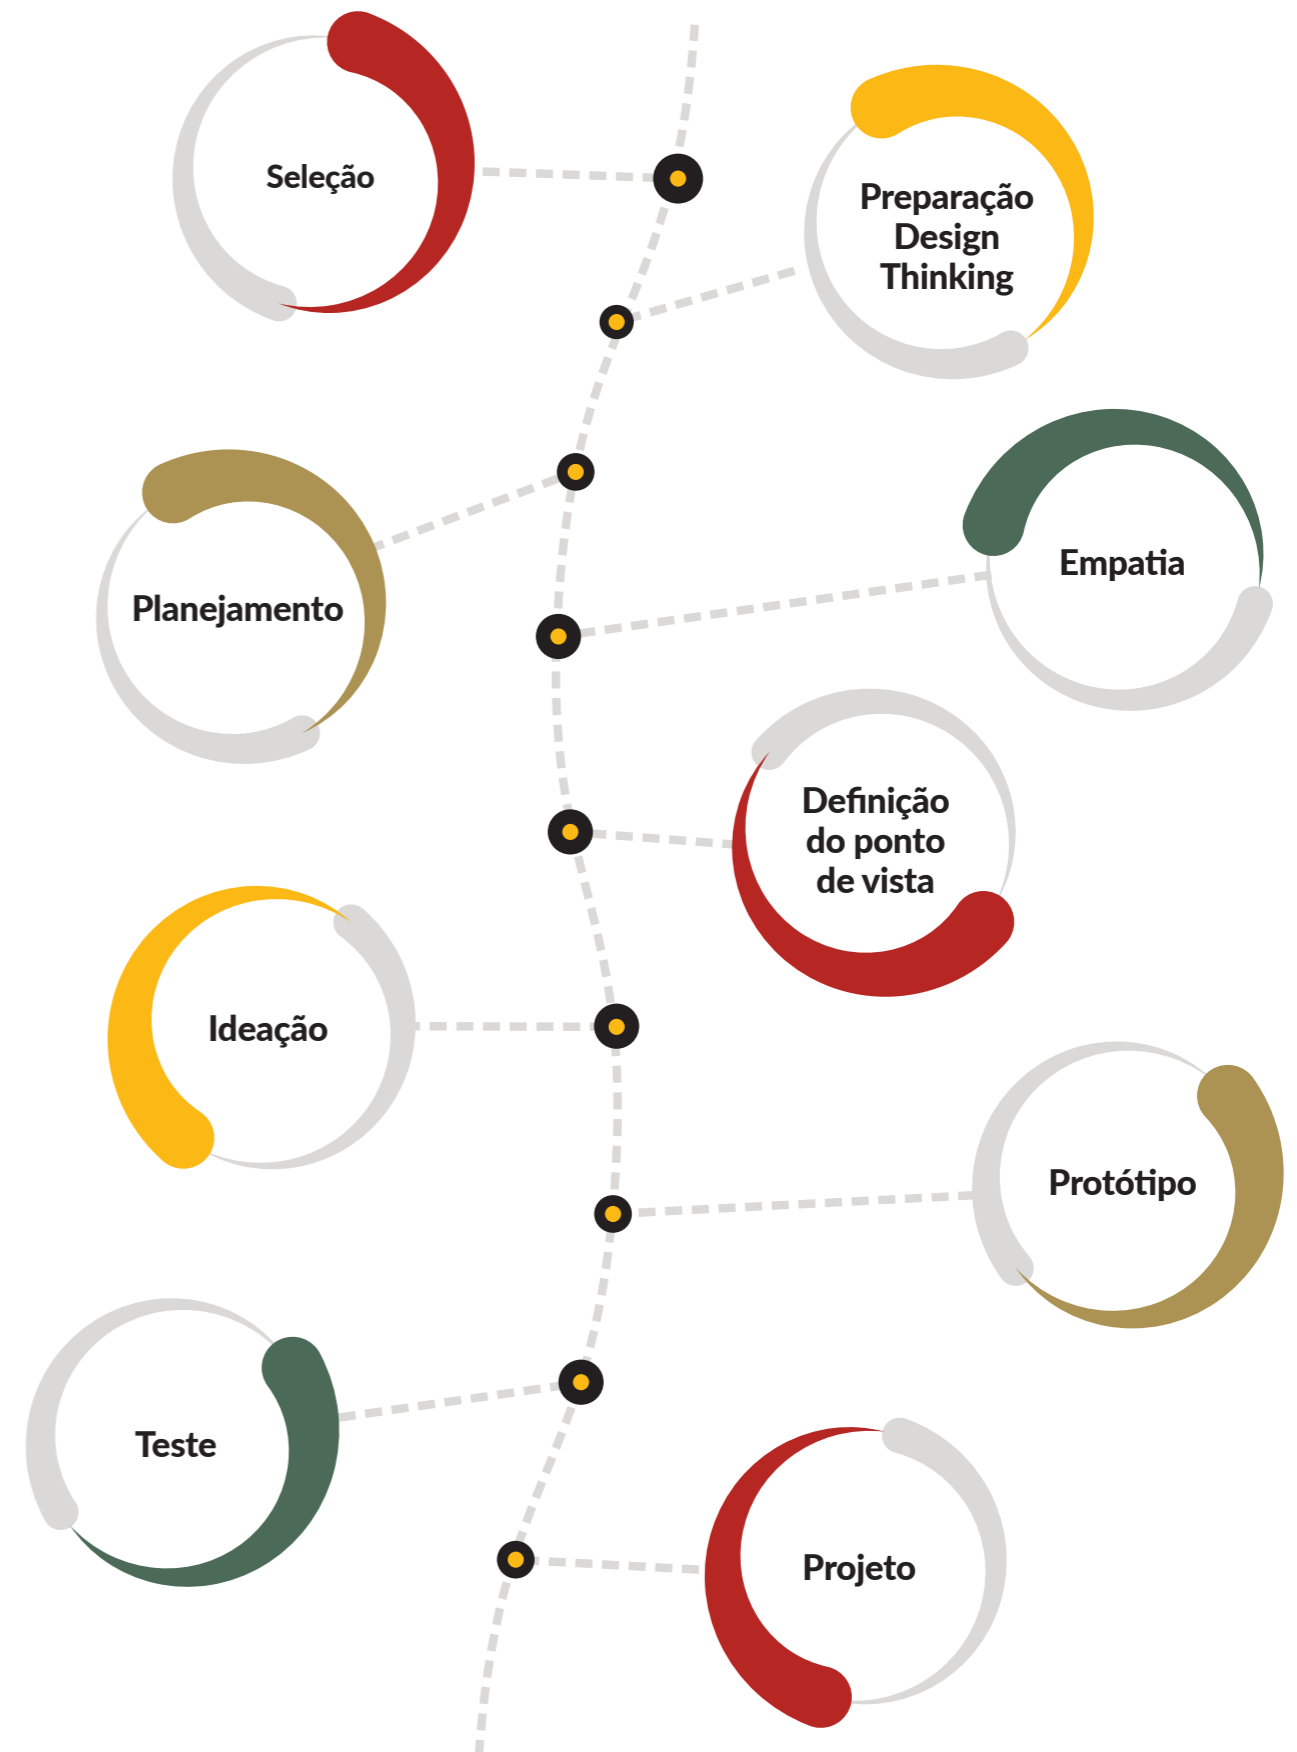 Seleção
Preparação
Design
Thinking
Planejamento
Empatia
Definição
do ponto
de vista
Ideação
Protótipo
Teste
Projeto